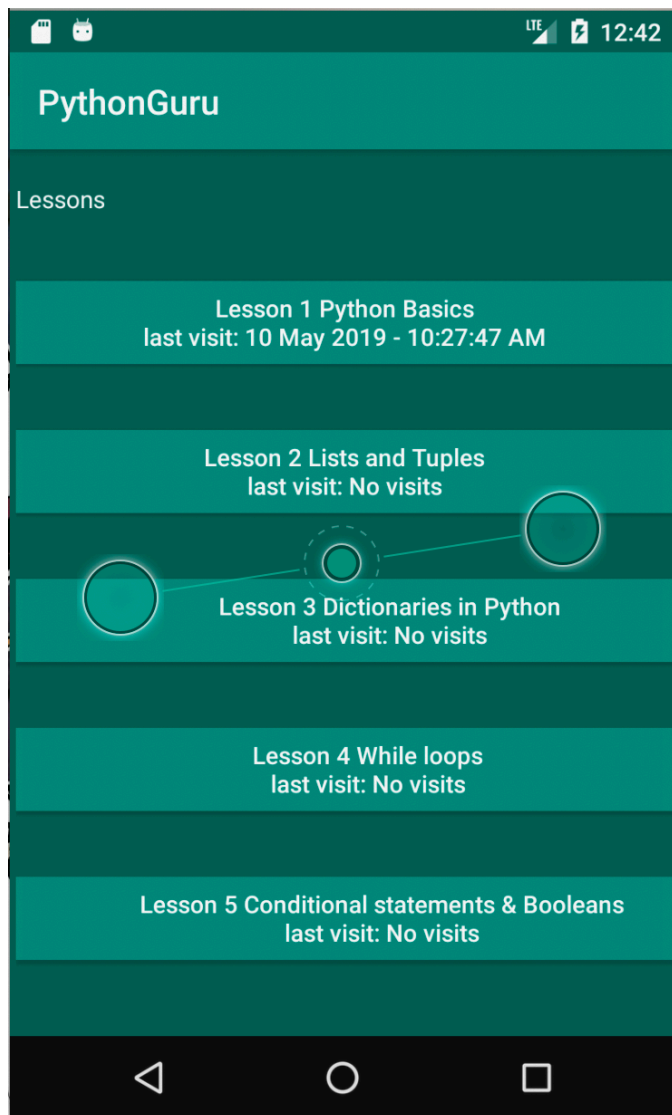 LTE 12:42
PythonGuru
Lessons
Lesson 1 Python Basics
last visit: 10 May 2019 - 10:27:47 AM
Lesson 2 Lists and Tuples
last visit: No visits
Lesson 3 Dictionaries in Python
last visit: No visits
Lesson 4 While loops
last visit: No visits
Lesson 5 Conditional statements & Booleans
last visit: No visits